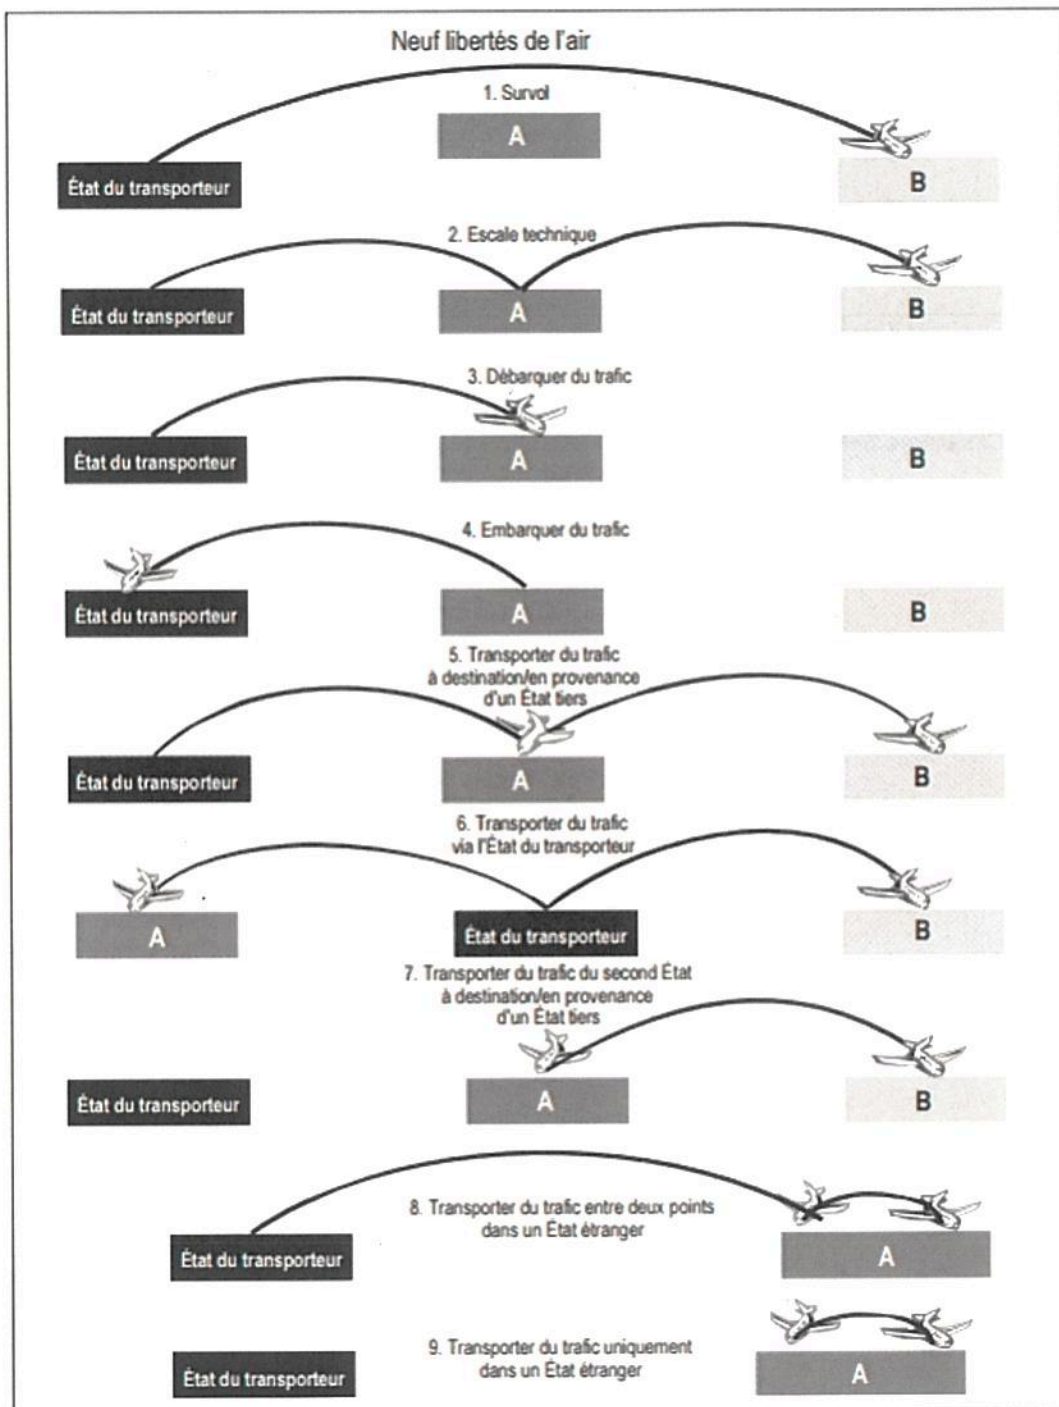 Neuf libertés de l'air
1. Survol
A
État du transporteur
B
2. Escale technique
État du transporteur
A
B
3. Débarquer du trafic
État du transporteur
A
B
4. Embarquer du trafic
État du transporteur
A
B
5. Transporter du trafic
à destination/en provenance
d'un État tiers
État du transporteur
A
B
6. Transporter du trafic
via l'État du transporteur
A
État du transporteur
B
7. Transporter du trafic du second État
à destination/en provenance
d'un État tiers
État du transporteur
A
B
8. Transporter du trafic entre deux points
dans un État étranger
État du transporteur
A
9. Transporter du trafic uniquement
dans un État étranger
État du transporteur
A